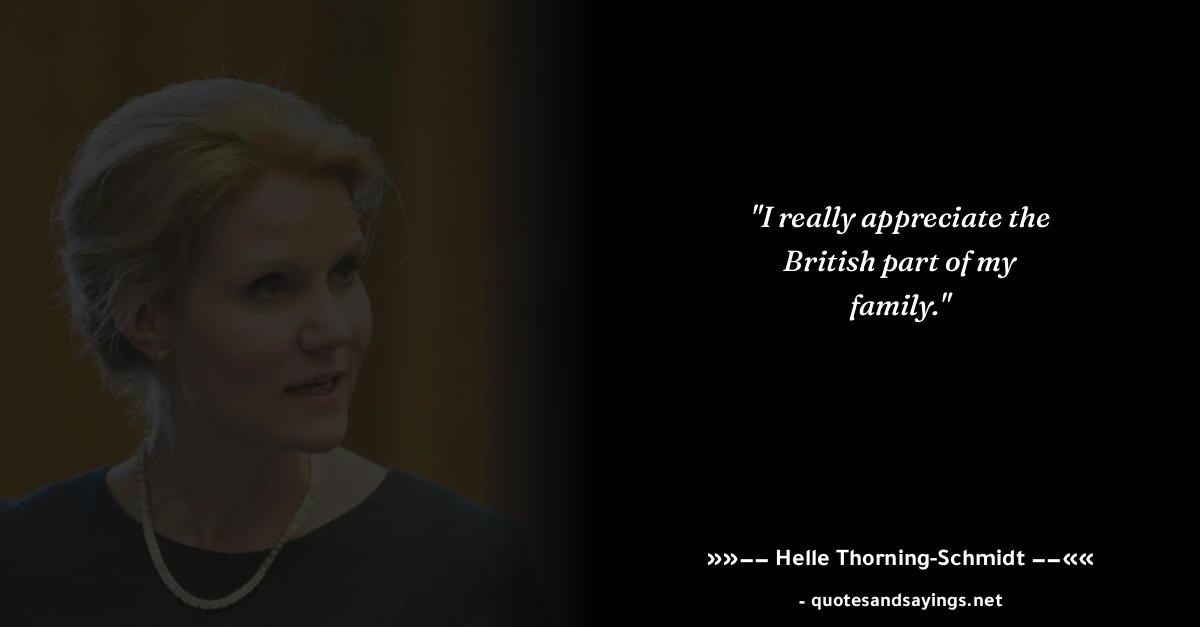 "I really appreciate the
British part of my
family."
»»–– Helle Thorning-Schmidt ––««
- quotesandsayings.net